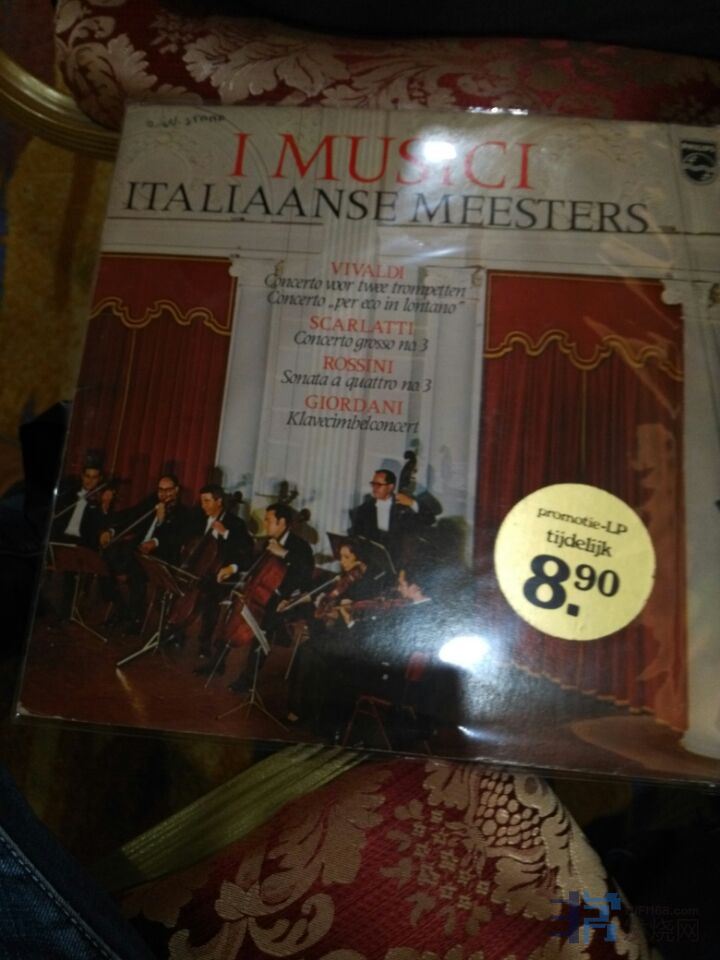 I MUSICI
PHILIPS
ITALIAANSE MEESTERS
VIVALDI
Concerto voor twee trompetten
Concerto „per eco in lontano"
SCARLATTI
Concerto grosso no. 3
ROSSINI
Sonata a quattro no. 3
GIORDANI
Klavecimbelconcert
promotie-LP
tijdelijk
8.90